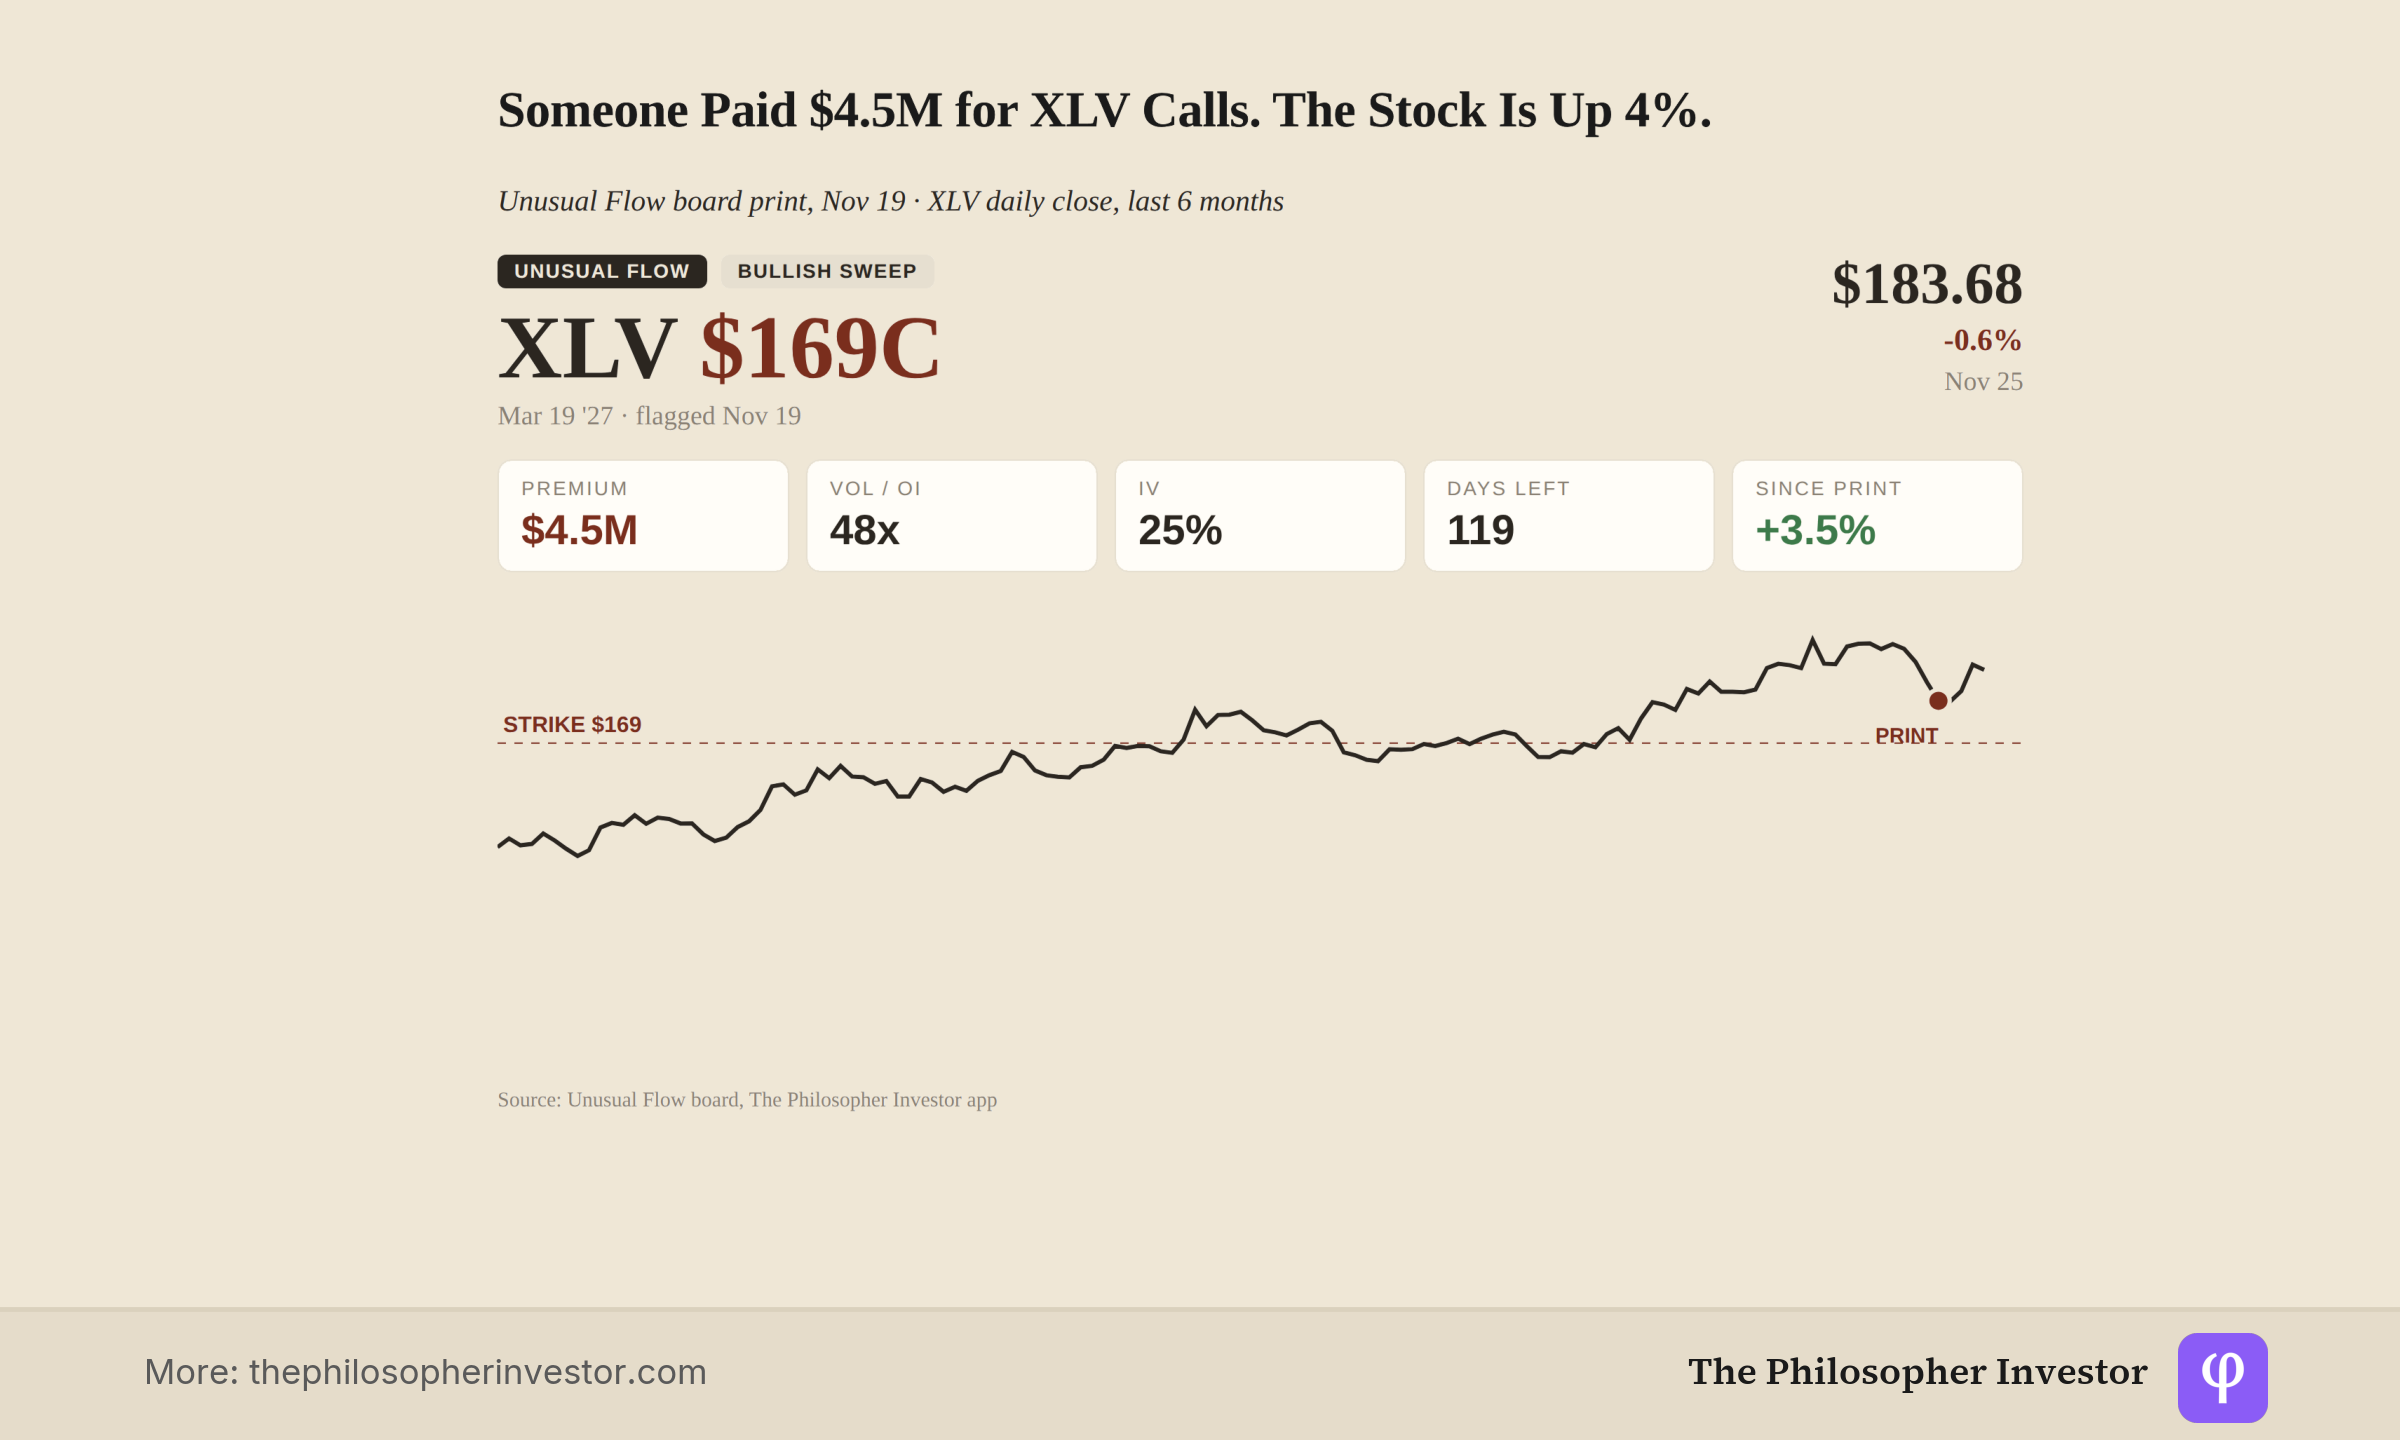 Someone Paid $4.5M for XLV Calls. The Stock Is Up 4%.
Unusual Flow board print, Nov 19 · XLV daily close, last 6 months
UNUSUAL FLOW BULLISH SWEEP
$183.68
XLV $169C
-0.6%
Nov 25
Mar 19 '27 · flagged Nov 19
PREMIUM
$4.5M
VOL / OI
48x
IV
25%
DAYS LEFT
119
SINCE PRINT
+3.5%
STRIKE $169
PRINT
Source: Unusual Flow board, The Philosopher Investor app
More: thephilosopherinvestor.com
The Philosopher Investor
φ